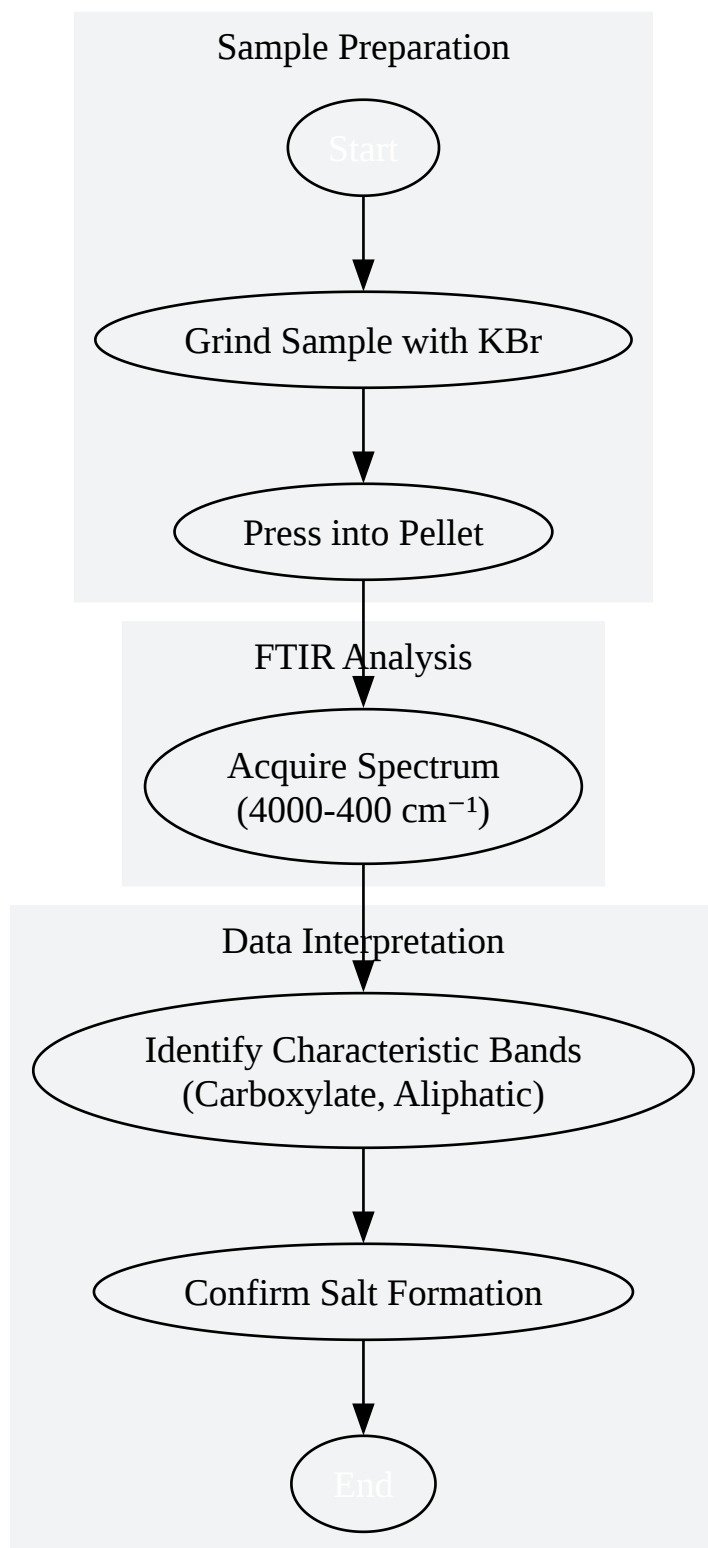 Sample Preparation
Start
Grind Sample with KBr
Press into Pellet
FTIR Analysis
Acquire Spectrum
(4000-400 cm⁻¹)
Data Interpretation
Identify Characteristic Bands
(Carboxylate, Aliphatic)
Confirm Salt Formation
End